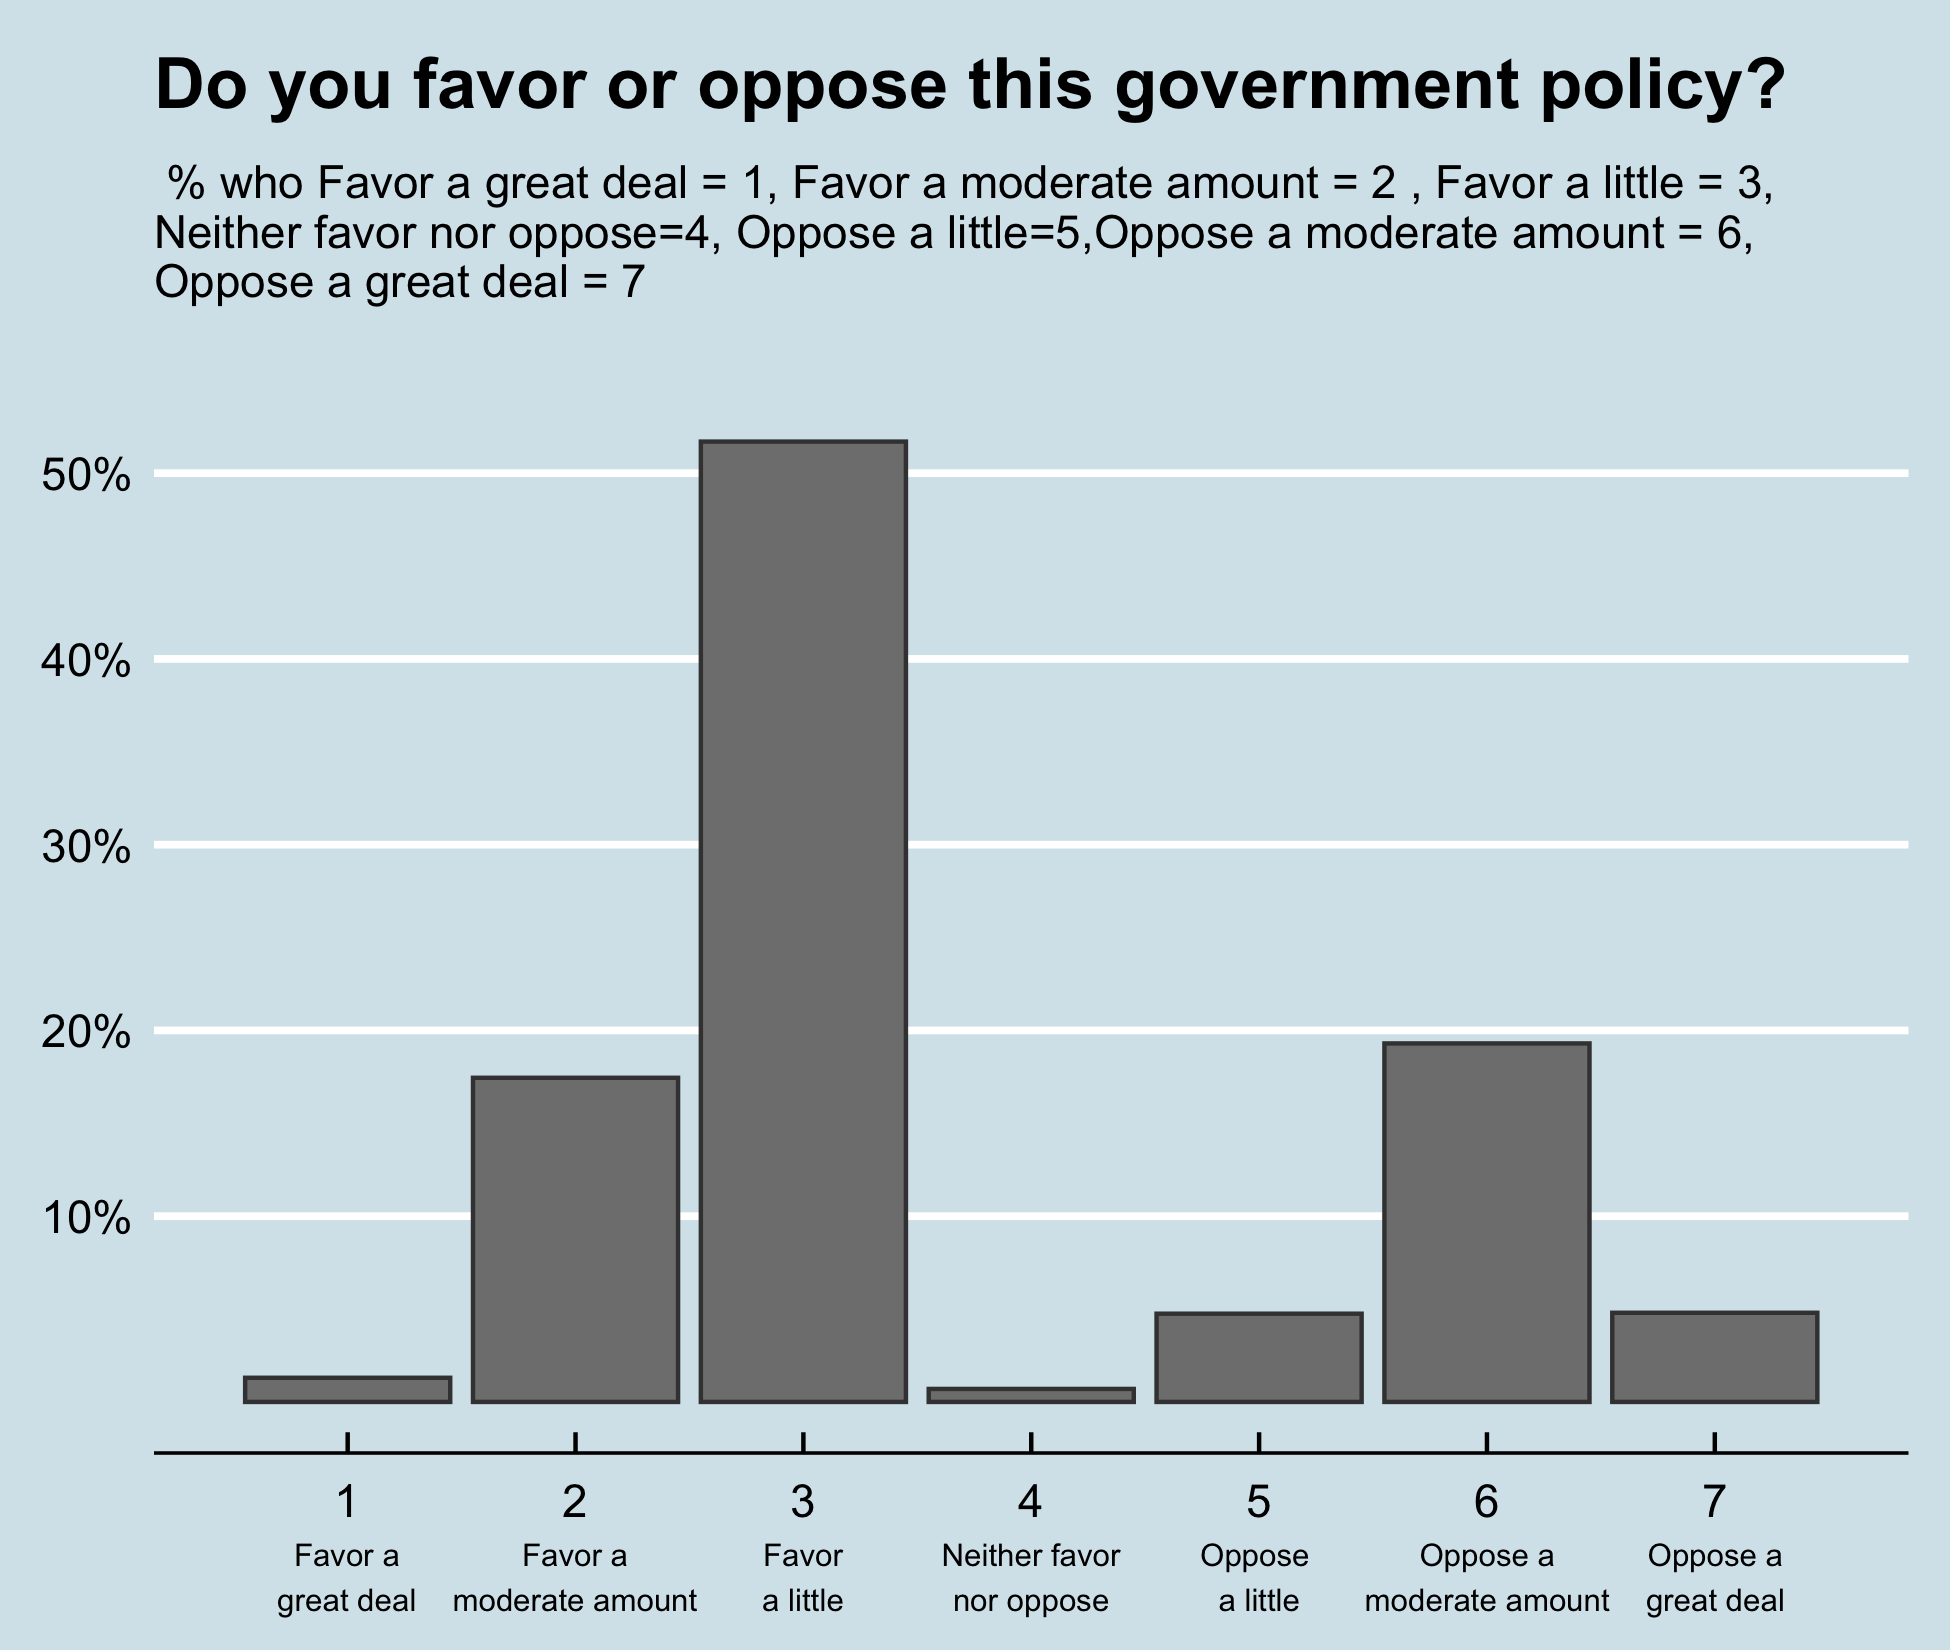 Do you favor or oppose this government policy?
% who Favor a great deal = 1, Favor a moderate amount = 2 , Favor a little = 3,
Neither favor nor oppose=4, Oppose a little=5,Oppose a moderate amount = 6,
Oppose a great deal = 7
50%
40%
30%
20%
10%
1 2 3 4 5 6 7
Favor a Favor a Favor Neither favor Oppose Oppose a Oppose a
great deal moderate amount a little nor oppose a little moderate amount great deal